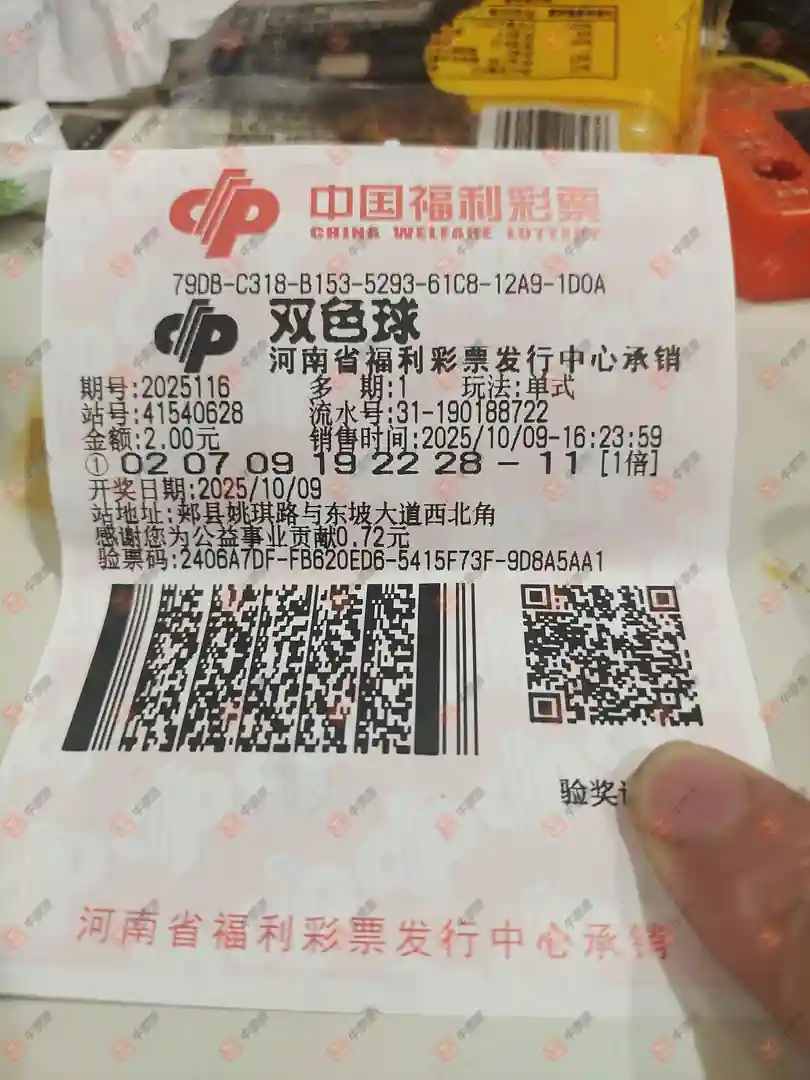 中国福利彩票
CHINA WELFARE LOTTERY
79DB-C318-B153-5293-61C8-12A9-1D0A
双色球
河南省福利彩票发行中心承销
期号:2025116 多 期:1 玩法:单式
站号:41540628 流水号:31-190188722
金额:2.00元 销售时间:2025/10/09-16:23:59
① 02 07 09 19 22 28 - 11 [1倍]
开奖日期:2025/10/09
站地址:郏县姚琪路与东坡大道西北角
感谢您为公益事业贡献0.72元
验票码:2406A7DF-FB620ED6-5415F73F-9D8A5AA1
验奖
河南省福利彩票发行中心承销